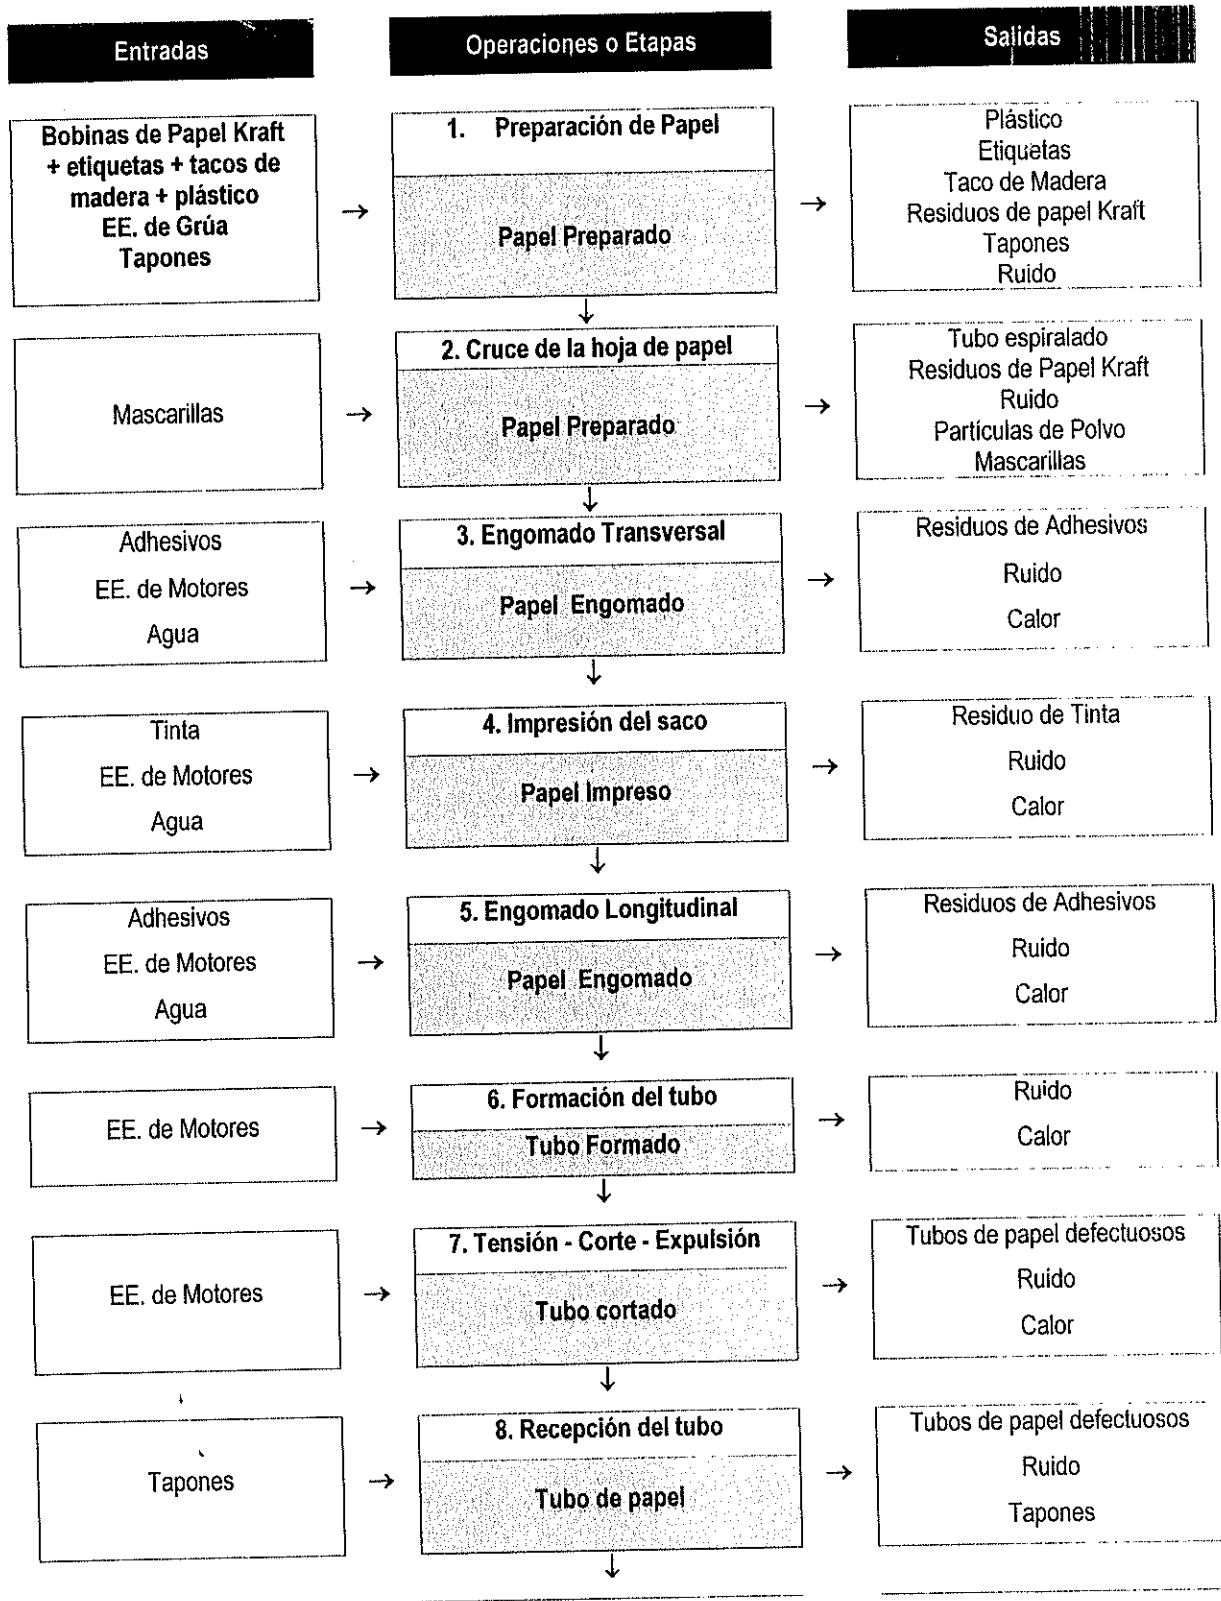 Entradas
Operaciones o Etapas
Salidas
Bobinas de Papel Kraft
+ etiquetas + tacos de
madera + plástico
EE. de Grúa
Tapones
→
1. Preparación de Papel
Papel Preparado
→
Plástico
Etiquetas
Taco de Madera
Residuos de papel Kraft
Tapones
Ruido
↓
Mascarillas
→
2. Cruce de la hoja de papel
Papel Preparado
→
Tubo espiralado
Residuos de Papel Kraft
Ruido
Partículas de Polvo
Mascarillas
↓
Adhesivos
EE. de Motores
Agua
→
3. Engomado Transversal
Papel Engomado
→
Residuos de Adhesivos
Ruido
Calor
↓
Tinta
EE. de Motores
Agua
→
4. Impresión del saco
Papel Impreso
→
Residuo de Tinta
Ruido
Calor
↓
Adhesivos
EE. de Motores
Agua
→
5. Engomado Longitudinal
Papel Engomado
→
Residuos de Adhesivos
Ruido
Calor
↓
EE. de Motores
→
6. Formación del tubo
Tubo Formado
→
Ruido
Calor
↓
EE. de Motores
→
7. Tensión - Corte - Expulsión
Tubo cortado
→
Tubos de papel defectuosos
Ruido
Calor
↓
Tapones
→
8. Recepción del tubo
Tubo de papel
→
Tubos de papel defectuosos
Ruido
Tapones
↓